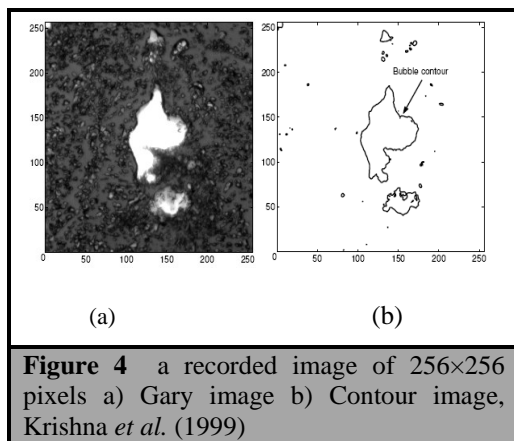 250
200
150
100
50
0 50 100 150 200 250
(a)
250
200
150
100
50
0
0 50 100 150 200 250
Bubble contour
(b)
Figure 4 a recorded image of 256×256
pixels a) Gary image b) Contour image,
Krishna et al. (1999)